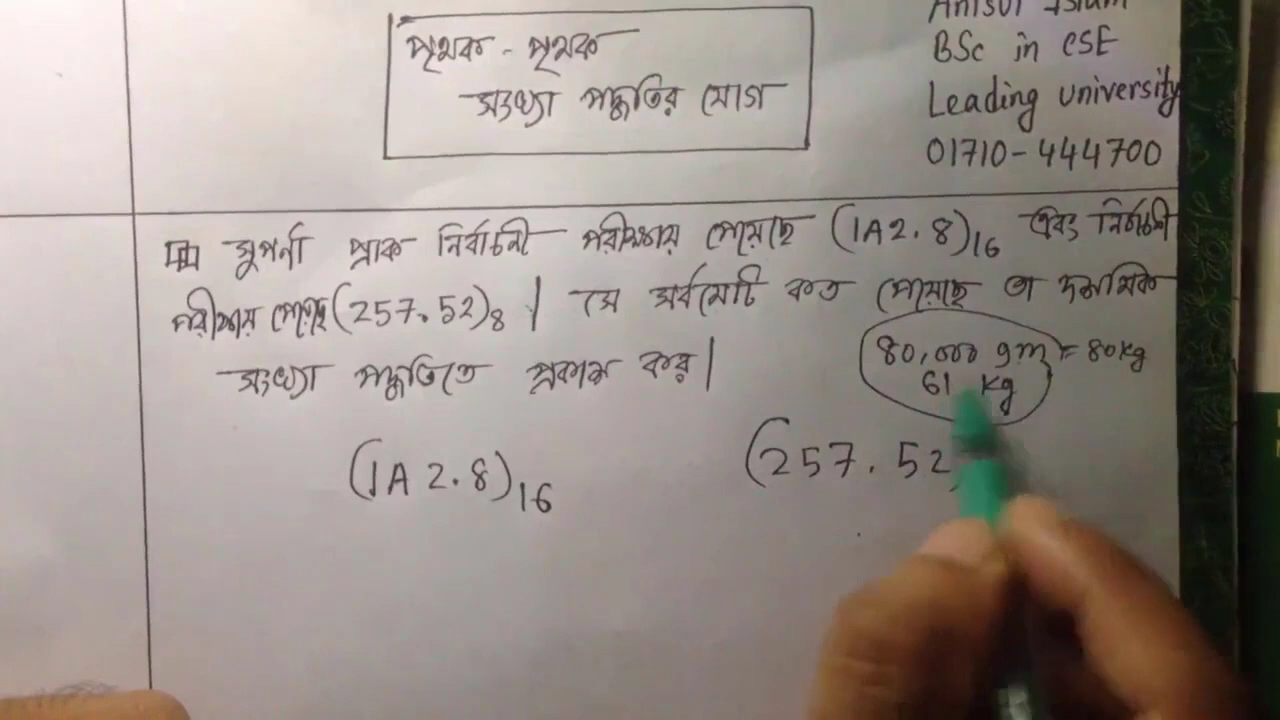 পৃথক - পৃথক
সংখ্যা পদ্ধতির যোগ
Anisul Islam
BSc in CSE
Leading University
01710-444700
সুপর্না প্রাক নির্বাচনী পরীক্ষায় পেয়েছে (1A2.8)16 এবং নির্বাচনী
পরীক্ষায় পেয়েছে (257.52)8 | সে সর্বমোট কত পেয়েছে তা দশমিক
সংখ্যা পদ্ধতিতে প্রকাশ কর|
80,000 gm = 80kg
61 kg
(1A2.8)16
(257.52